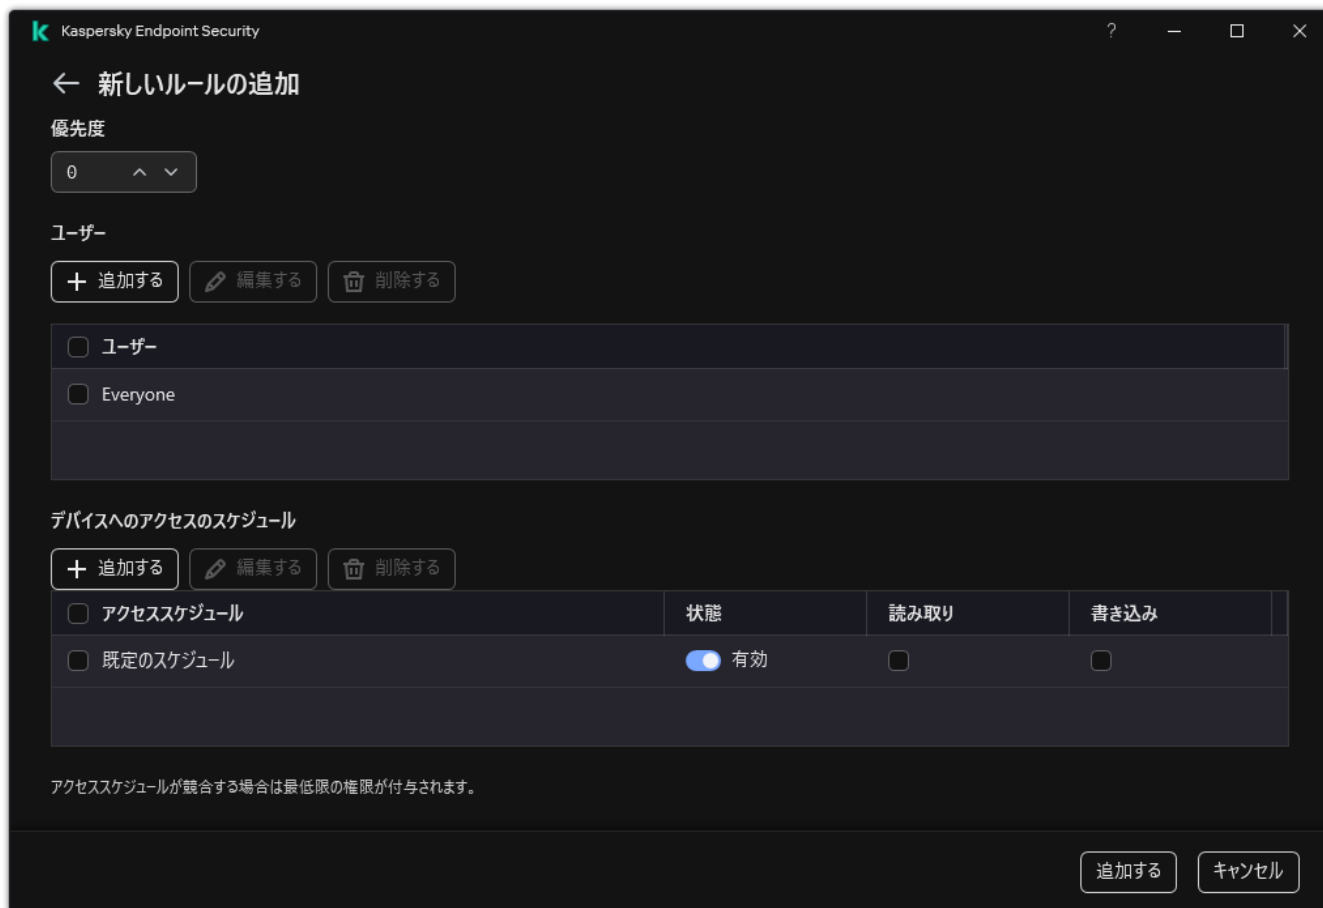 Kaspersky Endpoint Security
新しいルールの追加
優先度
0
ユーザー
追加する 編集する 削除する
ユーザー
Everyone
デバイスへのアクセスのスケジュール
追加する 編集する 削除する
アクセススケジュール 状態 読み取り 書き込み
既定のスケジュール 有効
アクセススケジュールが競合する場合は最低限の権限が付与されます。
追加する キャンセル